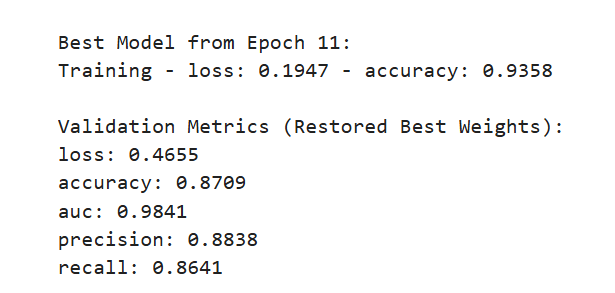 Best Model from Epoch 11:
Training - loss: 0.1947 - accuracy: 0.9358
Validation Metrics (Restored Best Weights):
loss: 0.4655
accuracy: 0.8709
auc: 0.9841
precision: 0.8838
recall: 0.8641